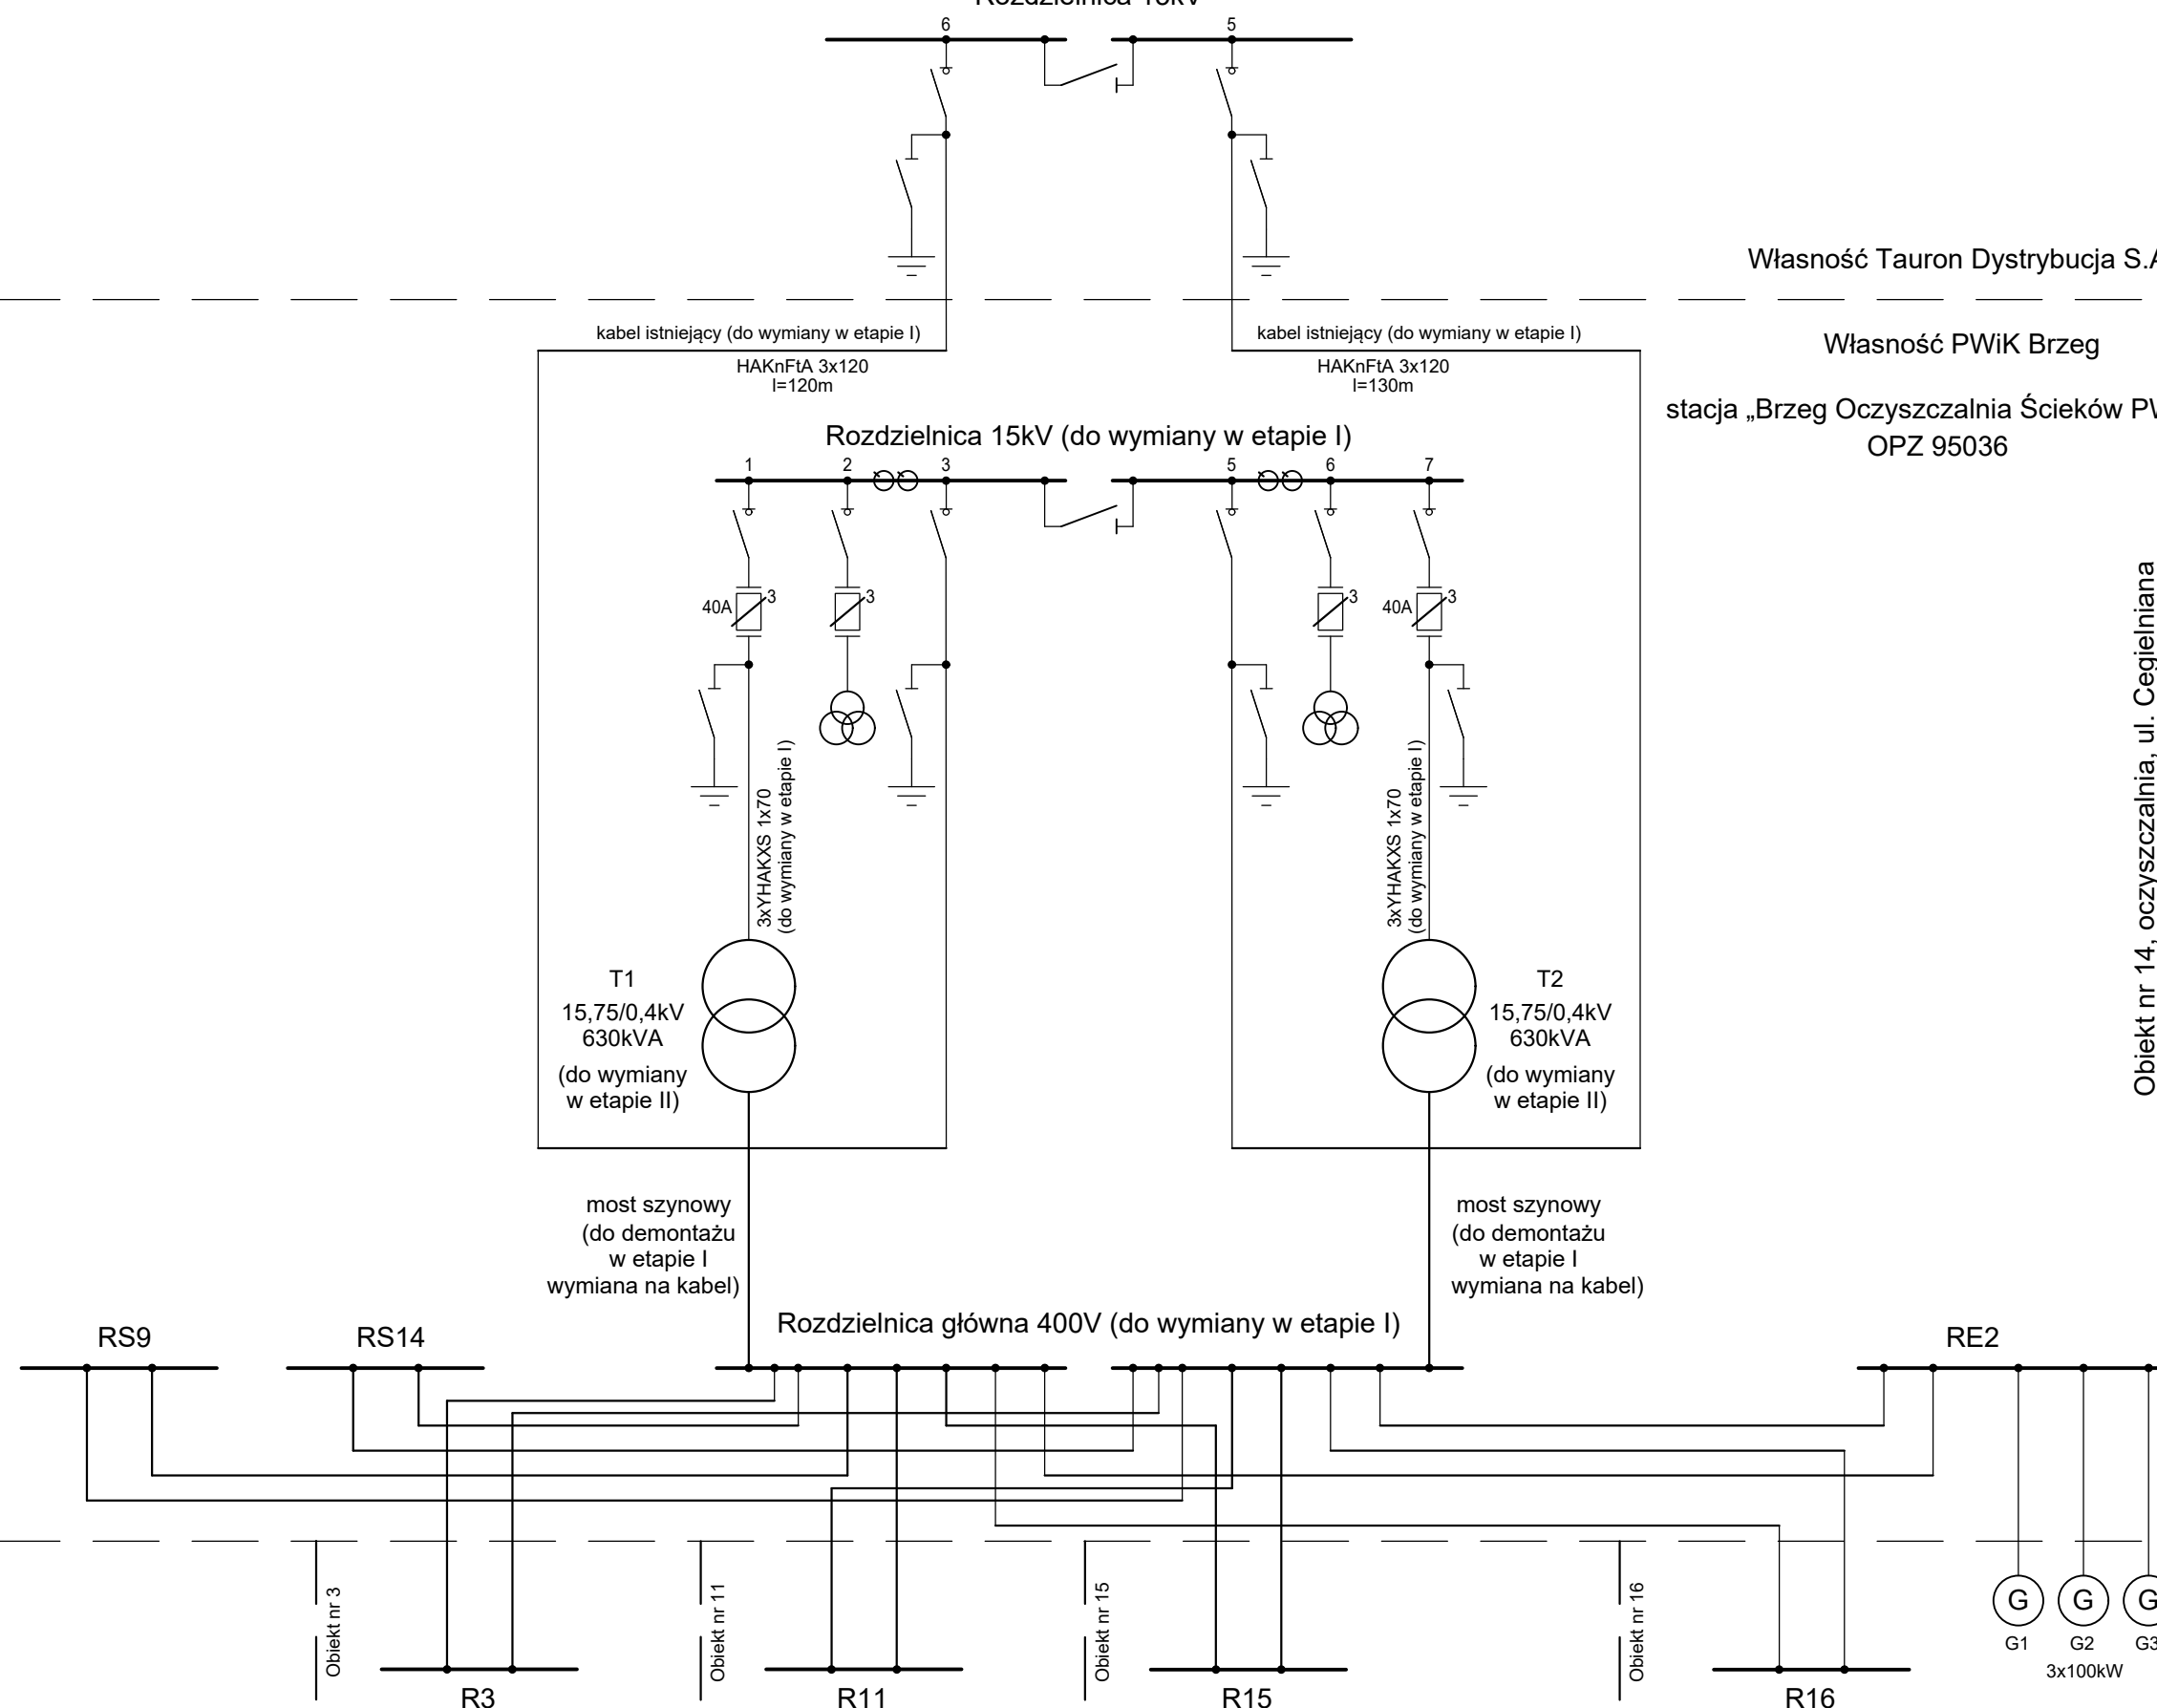 6
5
Własność Tauron Dystrybucja S.A
kabel istniejący (do wymiany w etapie I)
HAKnFtA 3x120
l=120m
kabel istniejący (do wymiany w etapie I)
HAKnFtA 3x120
l=130m
Własność PWiK Brzeg
stacja „Brzeg Oczyszczalnia Ścieków
OPZ 95036
Rozdzielnica 15kV (do wymiany w etapie I)
1
2
3
5
6
7
40A
3
3
3
40A
3
3xYHAKXS 1x70
(do wymiany w etapie I)
3xYHAKXS 1x70
(do wymiany w etapie I)
Obiekt nr 14, oczyszczalnia, ul. Cegielniana
T1
15,75/0,4kV
630kVA
(do wymiany
w etapie II)
T2
15,75/0,4kV
630kVA
(do wymiany
w etapie II)
most szynowy
(do demontażu
w etapie I
wymiana na kabel)
most szynowy
(do demontażu
w etapie I
wymiana na kabel)
Rozdzielnica główna 400V (do wymiany w etapie I)
RS9
RS14
RE2
Obiekt nr 3
Obiekt nr 11
Obiekt nr 15
Obiekt nr 16
G
G
G
G1
G2
G3
3x100kW
R3
R11
R15
R16